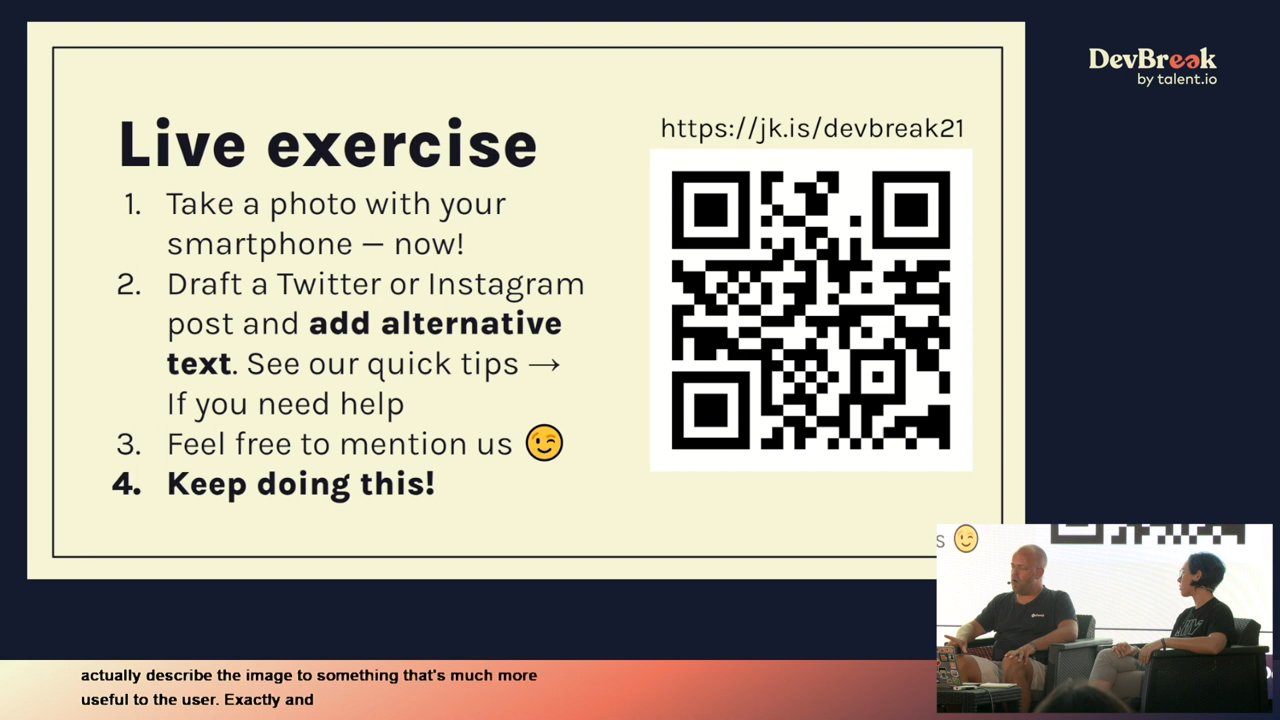 DevBreak
by talent.io
Live exercise
1. Take a photo with your
smartphone – now!
2. Draft a Twitter or Instagram
post and add alternative
text. See our quick tips →
If you need help
3. Feel free to mention us 😉
4. Keep doing this!
https://jk.is/devbreak21
s 😉
actually describe the image to something that's much more
useful to the user. Exactly and